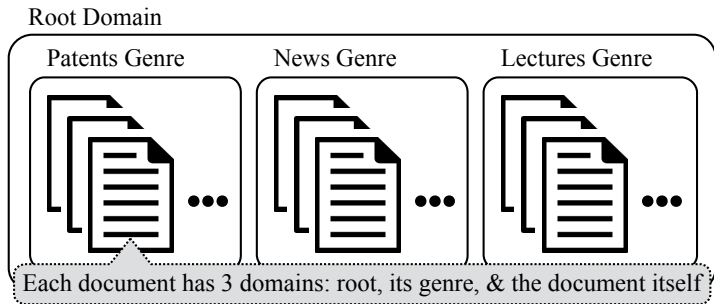 Root Domain
Patents Genre
News Genre
Lectures Genre
Each document has 3 domains: root, its genre, & the document itself